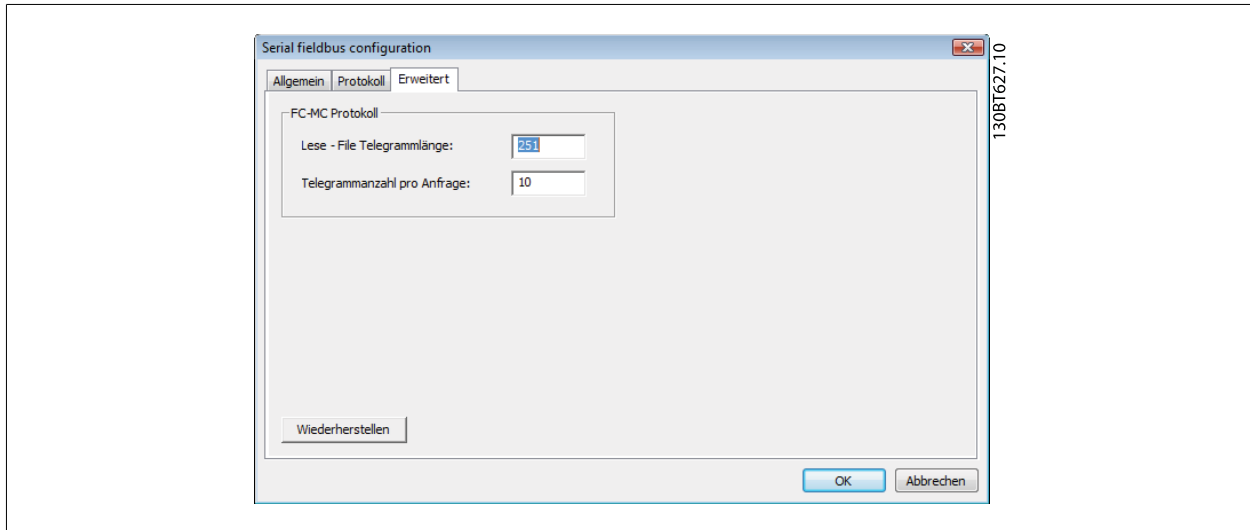 Serial fieldbus configuration
Allgemein Protokoll Erweitert
FC-MC Protokoll
Lese - File Telegrammlänge: 251
Telegrammanzahl pro Anfrage: 10
Wiederherstellen
OK Abbrechen
130BT627.10